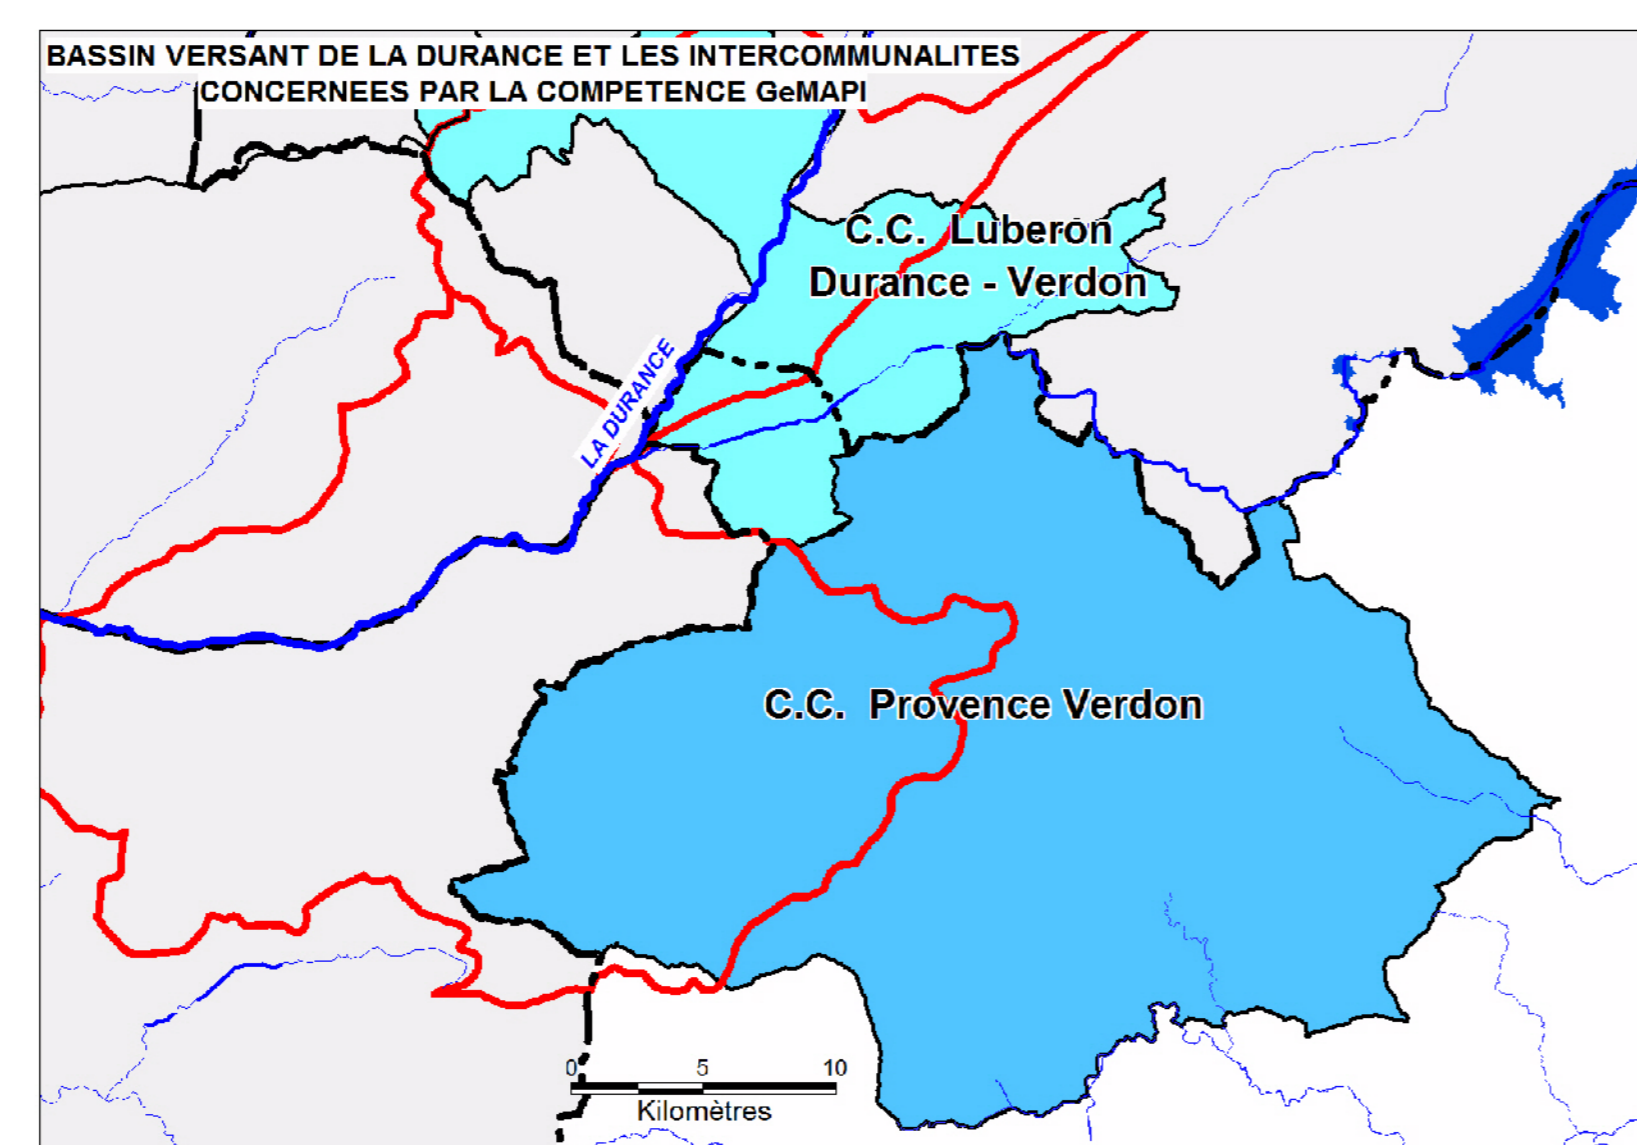 BASSIN VERSANT DE LA DURANCE ET LES INTERCOMMUNALITES
CONCERNEES PAR LA COMPETENCE GeMAPI
C.C. Luberon
Durance - Verdon
LA DURANCE
C.C. Provence Verdon
0 5 10
Kilomètres